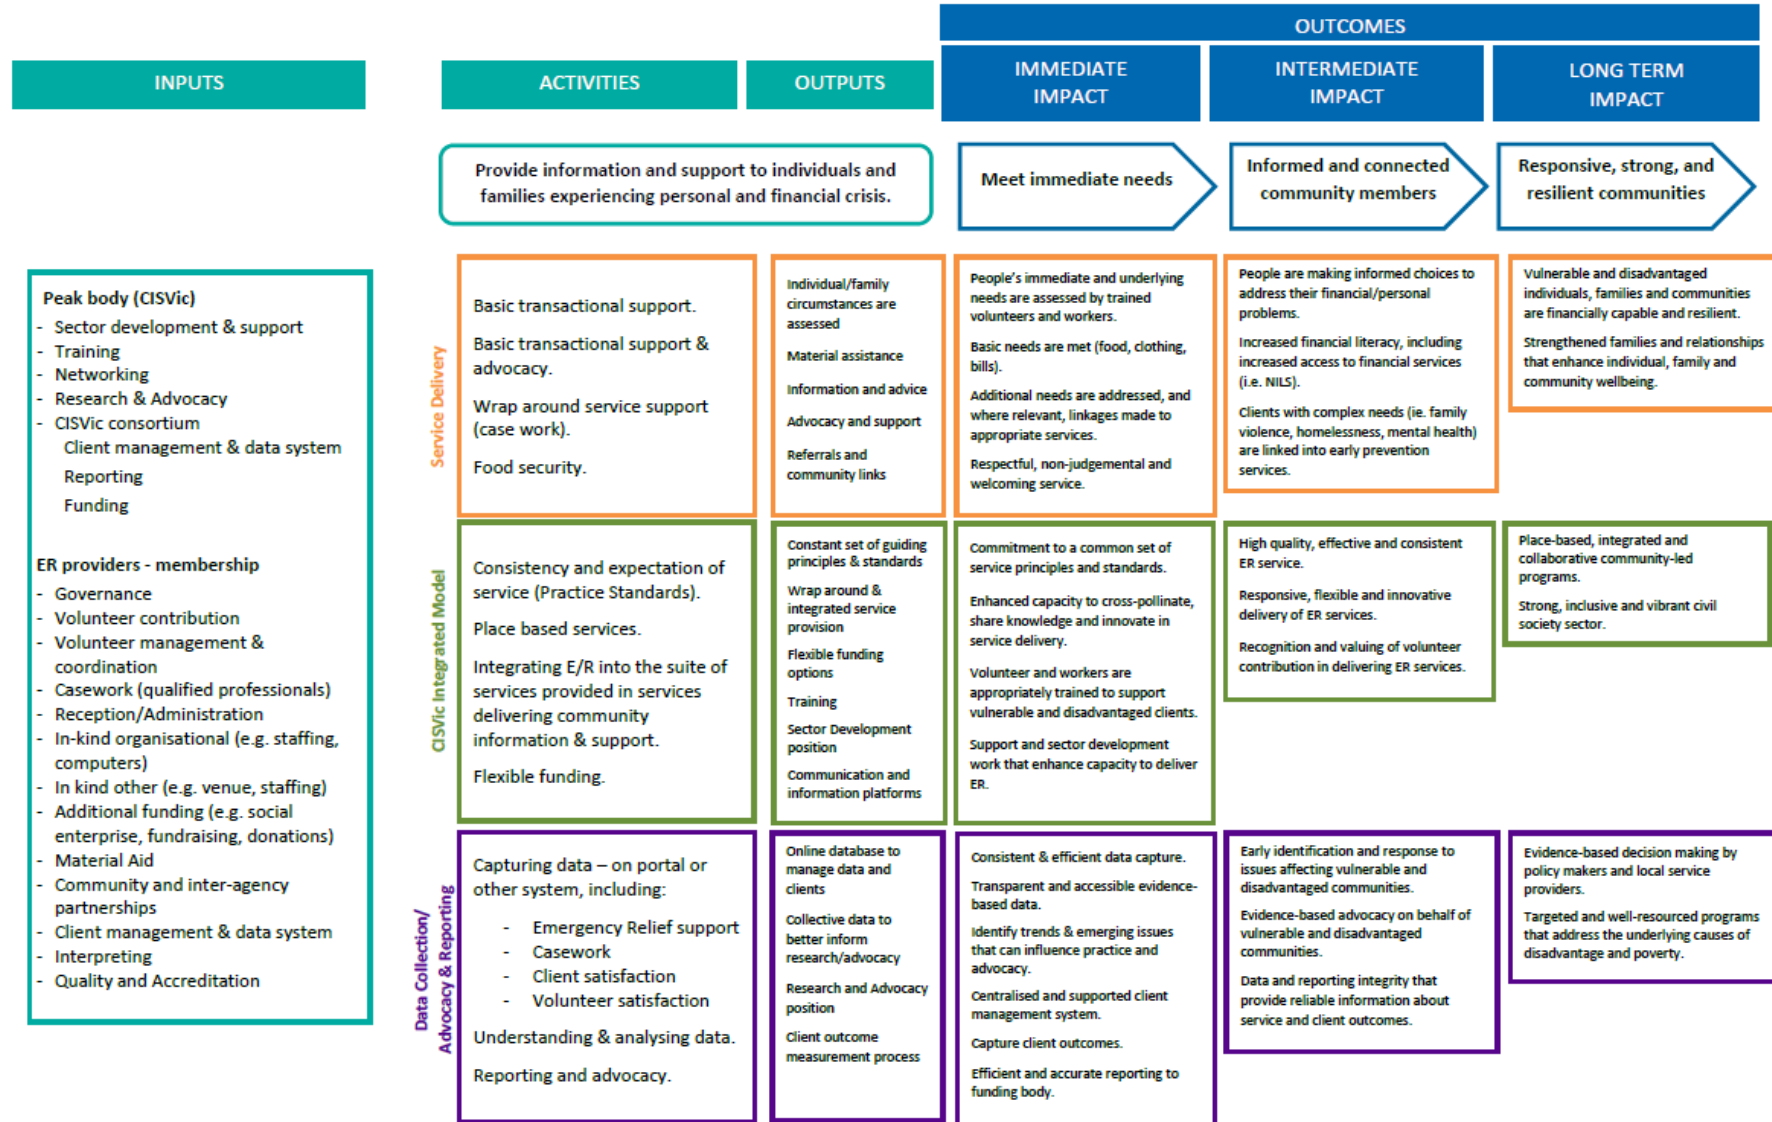 OUTCOMES
INPUTS
ACTIVITIES
OUTPUTS
IMMEDIATE
IMPACT
INTERMEDIATE
IMPACT
LONG TERM
IMPACT
Provide information and support to individuals and
families experiencing personal and financial crisis.
Meet immediate needs
Informed and connected
community members
Responsive, strong, and
resilient communities
Peak body (CISVic)
- Sector development & support
- Training
- Networking
- Research & Advocacy
- CISVic consortium
Client management & data system
Reporting
Funding
ER providers - membership
- Governance
- Volunteer contribution
- Volunteer management &
coordination
- Casework (qualified professionals)
- Reception/Administration
- In-kind organisational (e.g. staffing,
computers)
- In kind other (e.g. venue, staffing)
- Additional funding (e.g. social
enterprise, fundraising, donations)
- Material Aid
- Community and inter-agency
partnerships
- Client management & data system
- Interpreting
- Quality and Accreditation
Service Delivery
Basic transactional support.
Basic transactional support &
advocacy.
Wrap around service support
(case work).
Food security.
Individual/family
circumstances are
assessed
Material assistance
Information and advice
Advocacy and support
Referrals and
community links
People's immediate and underlying
needs are assessed by trained
volunteers and workers.
Basic needs are met (food, clothing,
bills).
Additional needs are addressed, and
where relevant, linkages made to
appropriate services.
Respectful, non-judgemental and
welcoming service.
People are making informed choices to
address their financial/personal
problems.
Increased financial literacy, including
increased access to financial services
(i.e. NILS).
Clients with complex needs (ie. family
violence, homelessness, mental health)
are linked into early prevention
services.
Vulnerable and disadvantaged
individuals, families and communities
are financially capable and resilient.
Strengthened families and relationships
that enhance individual, family and
community wellbeing.
CISVic Integrated Model
Consistency and expectation of
service (Practice Standards).
Place based services.
Integrating E/R into the suite of
services provided in services
delivering community
information & support.
Flexible funding.
Constant set of guiding
principles & standards
Wrap around &
integrated service
provision
Flexible funding
options
Training
Sector Development
position
Communication and
information platforms
Commitment to a common set of
service principles and standards.
Enhanced capacity to cross-pollinate,
share knowledge and innovate in
service delivery.
Volunteer and workers are
appropriately trained to support
vulnerable and disadvantaged clients.
Support and sector development
work that enhance capacity to deliver
ER.
High quality, effective and consistent
ER service.
Responsive, flexible and innovative
delivery of ER services.
Recognition and valuing of volunteer
contribution in delivering ER services.
Place-based, integrated and
collaborative community-led
programs.
Strong, inclusive and vibrant civil
society sector.
Data Collection/
Advocacy & Reporting
Capturing data – on portal or
other system, including:
- Emergency Relief support
- Casework
- Client satisfaction
- Volunteer satisfaction
Understanding & analysing data.
Reporting and advocacy.
Online database to
manage data and
clients
Collective data to
better inform
research/advocacy
Research and Advocacy
position
Client outcome
measurement process
Consistent & efficient data capture.
Transparent and accessible evidence-
based data.
Identify trends & emerging issues
that can influence practice and
advocacy.
Centralised and supported client
management system.
Capture client outcomes.
Efficient and accurate reporting to
funding body.
Early identification and response to
issues affecting vulnerable and
disadvantaged communities.
Evidence-based advocacy on behalf of
vulnerable and disadvantaged
communities.
Data and reporting integrity that
provide reliable information about
service and client outcomes.
Evidence-based decision making by
policy makers and local service
providers.
Targeted and well-resourced programs
that address the underlying causes of
disadvantage and poverty.